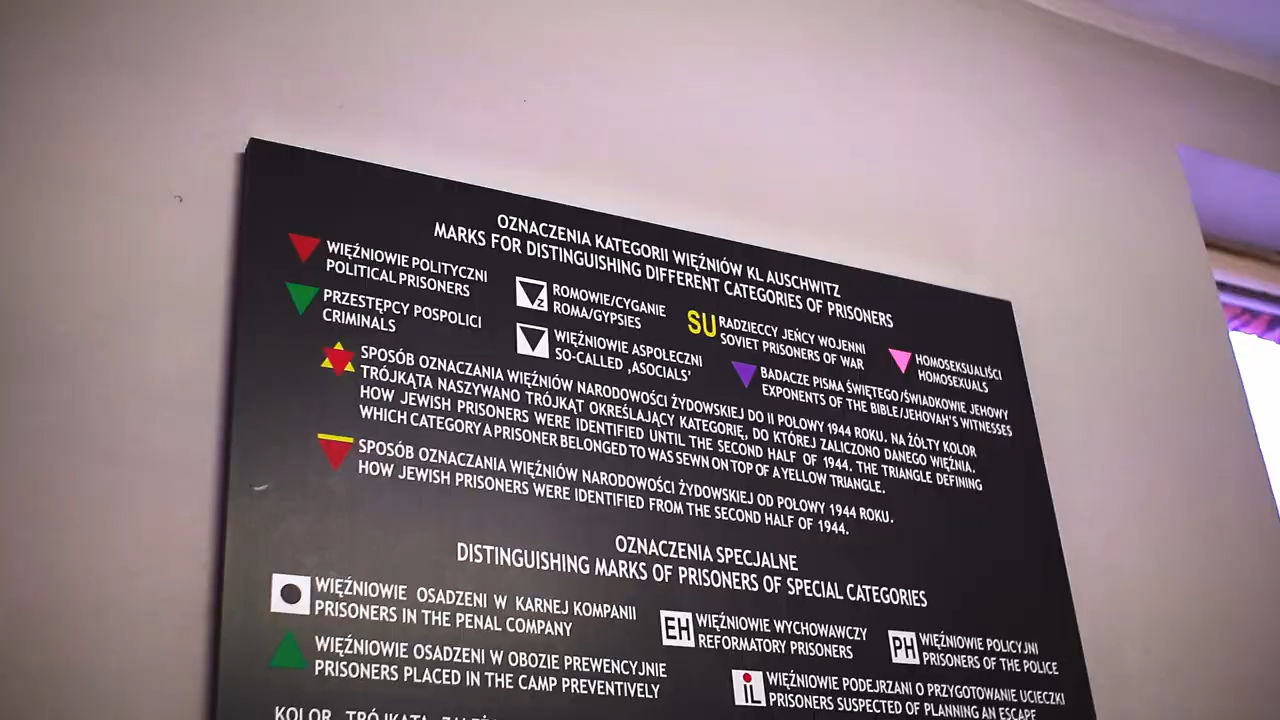 OZNACZENIA KATEGORII WIĘŹNIÓW KL AUSCHWITZ
MARKS FOR DISTINGUISHING DIFFERENT CATEGORIES OF PRISONERS
WIĘŹNIOWIE POLITYCZNI
POLITICAL PRISONERS
PRZESTĘPCY POSPOLICI
CRIMINALS
Z
ROMOWIE/CYGANIE
ROMA/GYPSIES
WIĘŹNIOWIE ASPOŁECZNI
SO-CALLED ,ASOCIALS'
SU
RADZIECCY JEŃCY WOJENNI
SOVIET PRISONERS OF WAR
BADACZE PISMA ŚWIĘTEGO/ŚWIADKOWIE JEHOWY
EXPONENTS OF THE BIBLE/JEHOVAH'S WITNESSES
HOMOSEKSUALIŚCI
HOMOSEXUALS
SPOSÓB OZNACZANIA WIĘŹNIÓW NARODOWOŚCI ŻYDOWSKIEJ DO II POŁOWY 1944 ROKU. NA ŻÓŁTY KOLOR
TRÓJKĄTA NASZYWANO TRÓJKĄT OKREŚLAJĄCY KATEGORIĘ, DO KTÓREJ ZALICZONO DANEGO WIĘŹNIA.
HOW JEWISH PRISONERS WERE IDENTIFIED UNTIL THE SECOND HALF OF 1944. THE TRIANGLE DEFINING
WHICH CATEGORY A PRISONER BELONGED TO WAS SEWN ON TOP OF A YELLOW TRIANGLE.
SPOSÓB OZNACZANIA WIĘŹNIÓW NARODOWOŚCI ŻYDOWSKIEJ OD POŁOWY 1944 ROKU.
HOW JEWISH PRISONERS WERE IDENTIFIED FROM THE SECOND HALF OF 1944.
OZNACZENIA SPECJALNE
DISTINGUISHING MARKS OF PRISONERS OF SPECIAL CATEGORIES
WIĘŹNIOWIE OSADZENI W KARNEJ KOMPANII
PRISONERS IN THE PENAL COMPANY
EH
WIĘŹNIOWIE WYCHOWAWCZY
REFORMATORY PRISONERS
PH
WIĘŹNIOWIE POLICYJNI
PRISONERS OF THE POLICE
WIĘŹNIOWIE OSADZENI W OBOZIE PREWENCYJNIE
PRISONERS PLACED IN THE CAMP PREVENTIVELY
iL
WIĘŹNIOWIE PODEJRZANI O PRZYGOTOWANIE UCIECZKI
PRISONERS SUSPECTED OF PLANNING AN ESCAPE
KOLOR TRÓJKĄTA